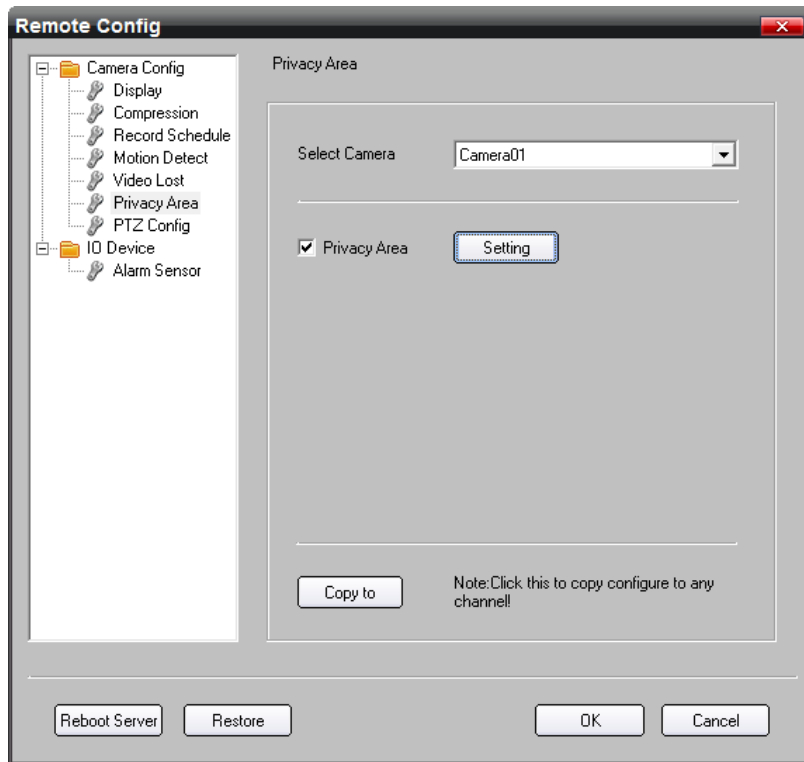 Remote Config
Camera Config
Display
Compression
Record Schedule
Motion Detect
Video Lost
Privacy Area
PTZ Config
IO Device
Alarm Sensor
Privacy Area
Select Camera
Camera01
Privacy Area
Setting
Copy to
Note:Click this to copy configure to any
channel!
Reboot Server
Restore
OK
Cancel